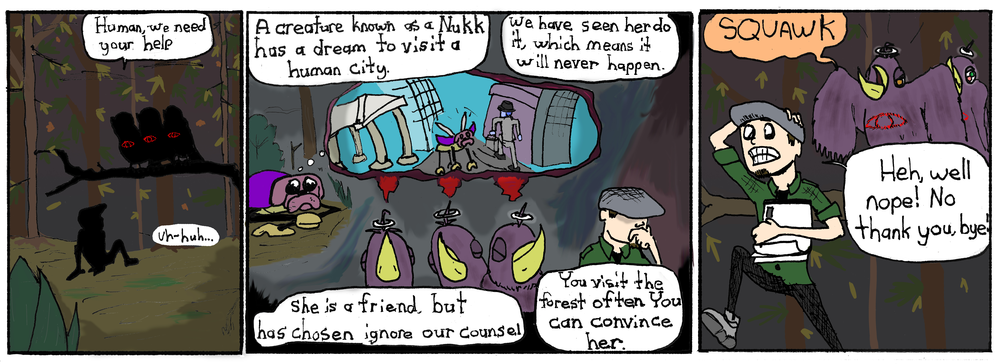 Human, we need
your help
uh-huh...
A creature known as a Nukk
has a dream to visit a
human city.
We have seen her do
it, which means it
will never happen.
She is a friend, but
has chosen ignore our counsel
You visit the
forest often. You
can convince
her.
SQUAWK
Heh, well
nope! No
thank you, bye!